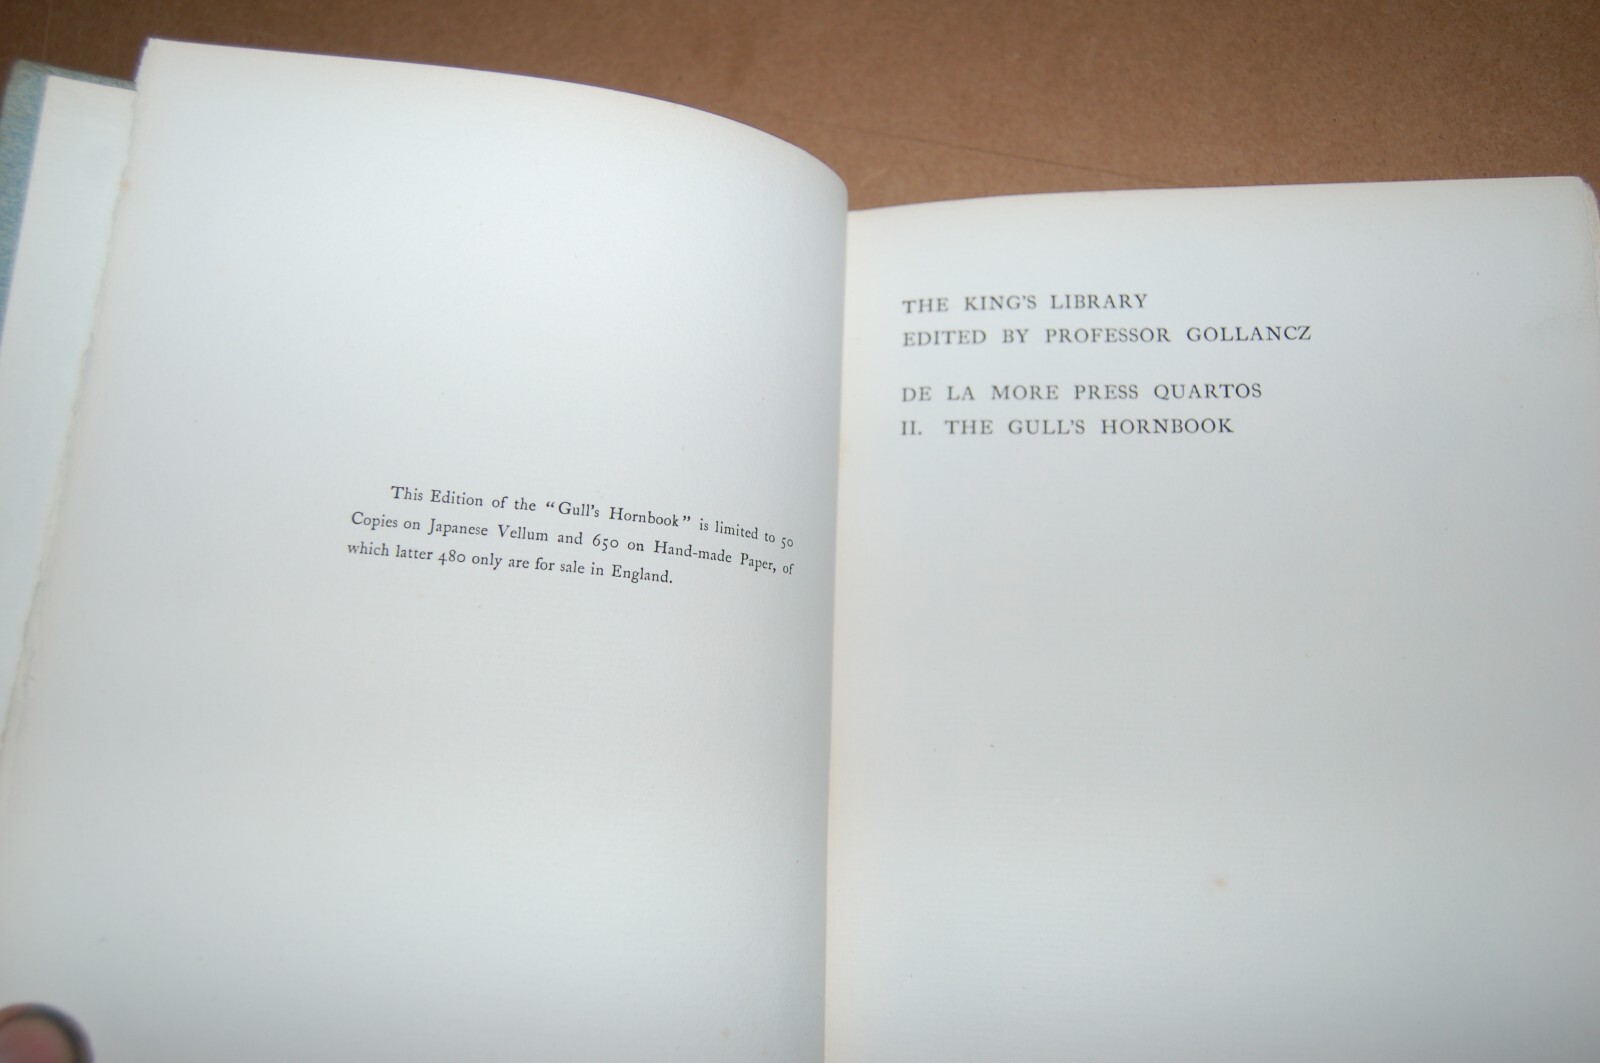 This Edition of the “Gull's Hornbook” is limited to 50
Copies on Japanese Vellum and 650 on Hand-made Paper, of
which latter 480 only are for sale in England.
THE KING'S LIBRARY
EDITED BY PROFESSOR GOLLANCZ
DE LA MORE PRESS QUARTOS
II. THE GULL'S HORNBOOK